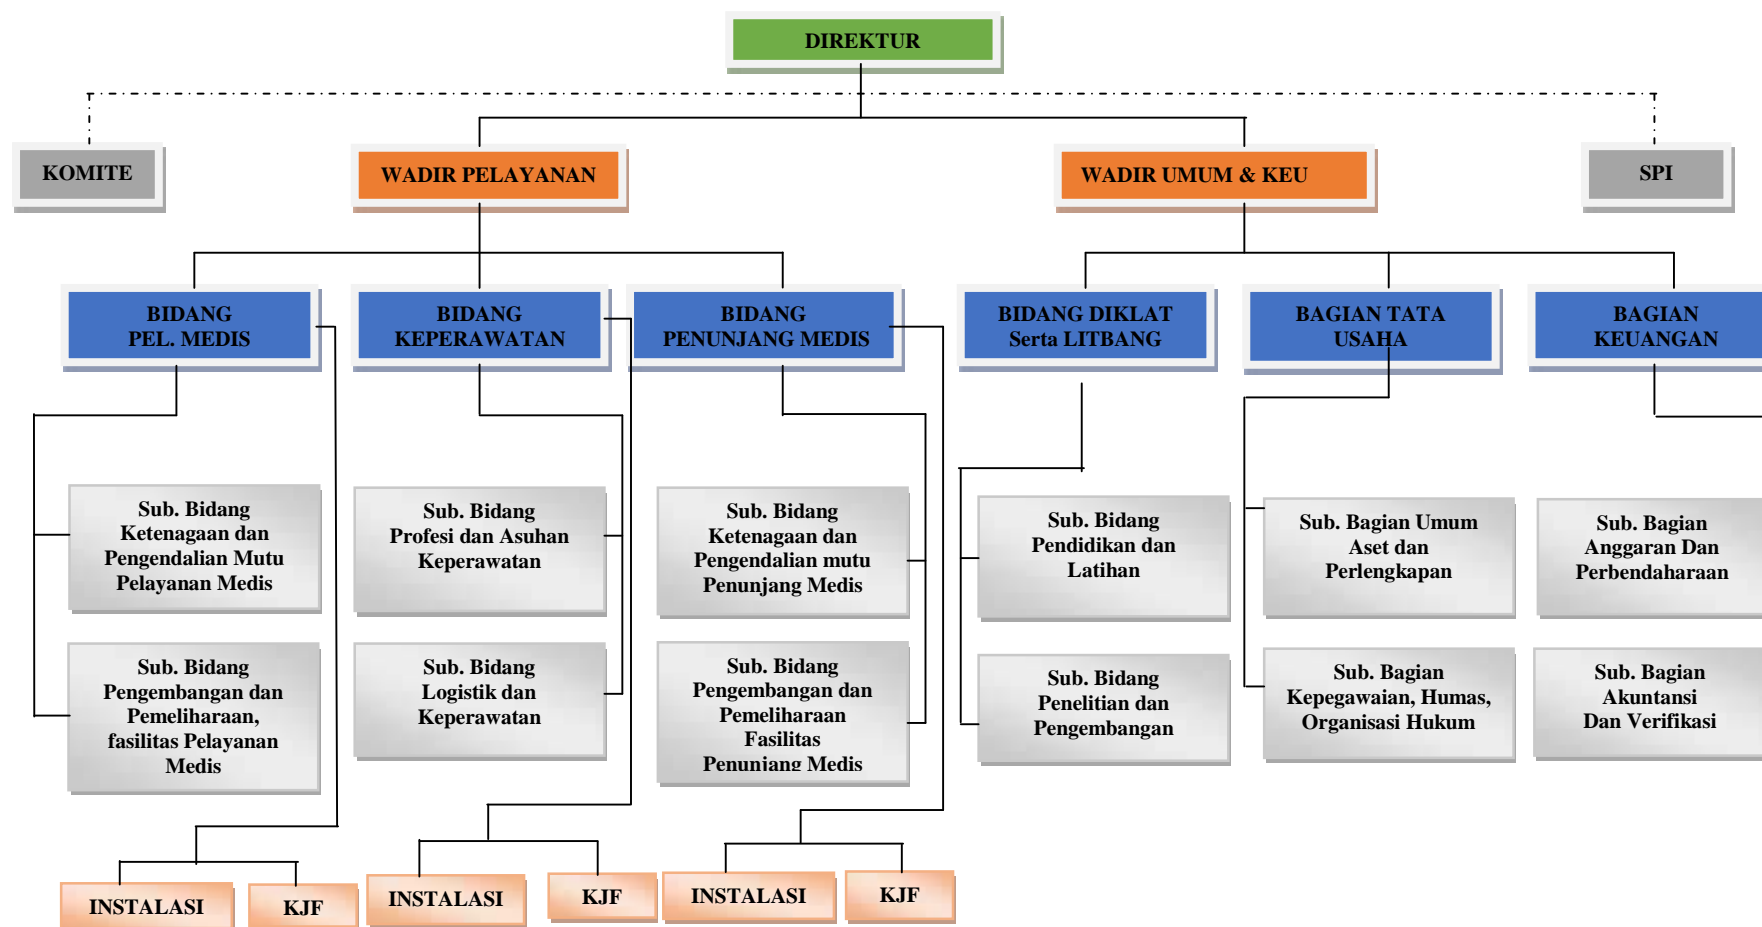 DIREKTUR
KOMITE
WADIR PELAYANAN
WADIR UMUM & KEU
SPI
BIDANG
PEL. MEDIS
BIDANG
KEPERAWATAN
BIDANG
PENUNJANG MEDIS
BIDANG DIKLAT
Serta LITBANG
BAGIAN TATA
USAHA
BAGIAN
KEUANGAN
Sub. Bidang
Ketenagaan dan
Pengendalian Mutu
Pelayanan Medis
Sub. Bidang
Profesi dan Asuhan
Keperawatan
Sub. Bidang
Ketenagaan dan
Pengendalian mutu
Penunjang Medis
Sub. Bidang
Pendidikan dan
Latihan
Sub. Bagian Umum
Aset dan
Perlengkapan
Sub. Bagian
Anggaran Dan
Perbendaharaan
Sub. Bidang
Pengembangan dan
Pemeliharaan,
fasilitas Pelayanan
Medis
Sub. Bidang
Logistik dan
Keperawatan
Sub. Bidang
Pengembangan dan
Pemeliharaan
Fasilitas
Penunjang Medis
Sub. Bidang
Penelitian dan
Pengembangan
Sub. Bagian
Kepegawaian, Humas,
Organisasi Hukum
Sub. Bagian
Akuntansi
Dan Verifikasi
INSTALASI
KJF
INSTALASI
KJF
INSTALASI
KJF